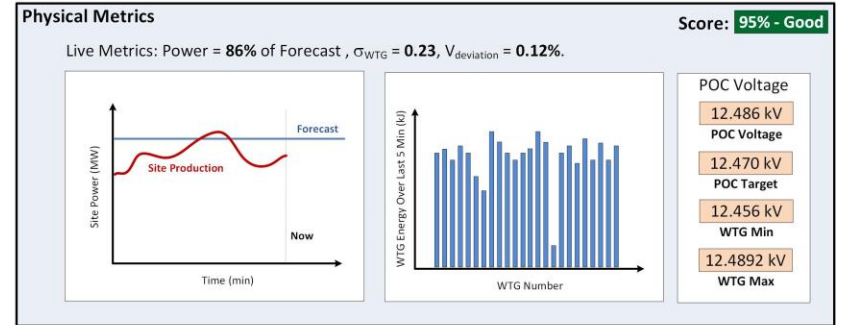 Physical Metrics
Score: 95% - Good
Live Metrics: Power = 86% of Forecast , σWTG = 0.23, Vdeviation = 0.12%.
Site Power (MW)
Forecast
Site Production
Now
Time (min)
WTG Energy Over Last 5 Min (kJ)
WTG Number
POC Voltage
12.486 kV
POC Voltage
12.470 kV
POC Target
12.456 kV
WTG Min
12.4892 kV
WTG Max